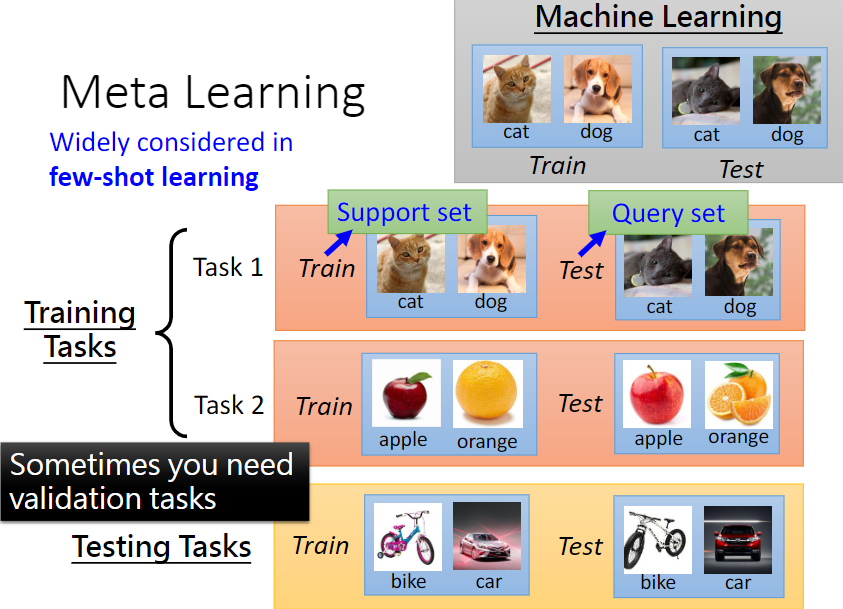 Machine Learning
cat
dog
cat
dog
Train
Test
Meta Learning
Widely considered in
few-shot learning
Support set
Query set
Task 1
Train
cat
dog
Test
cat
dog
Training
Tasks
Task 2
Train
apple
orange
Test
apple
orange
Sometimes you need
validation tasks
Testing Tasks
Train
bike
car
Test
bike
car